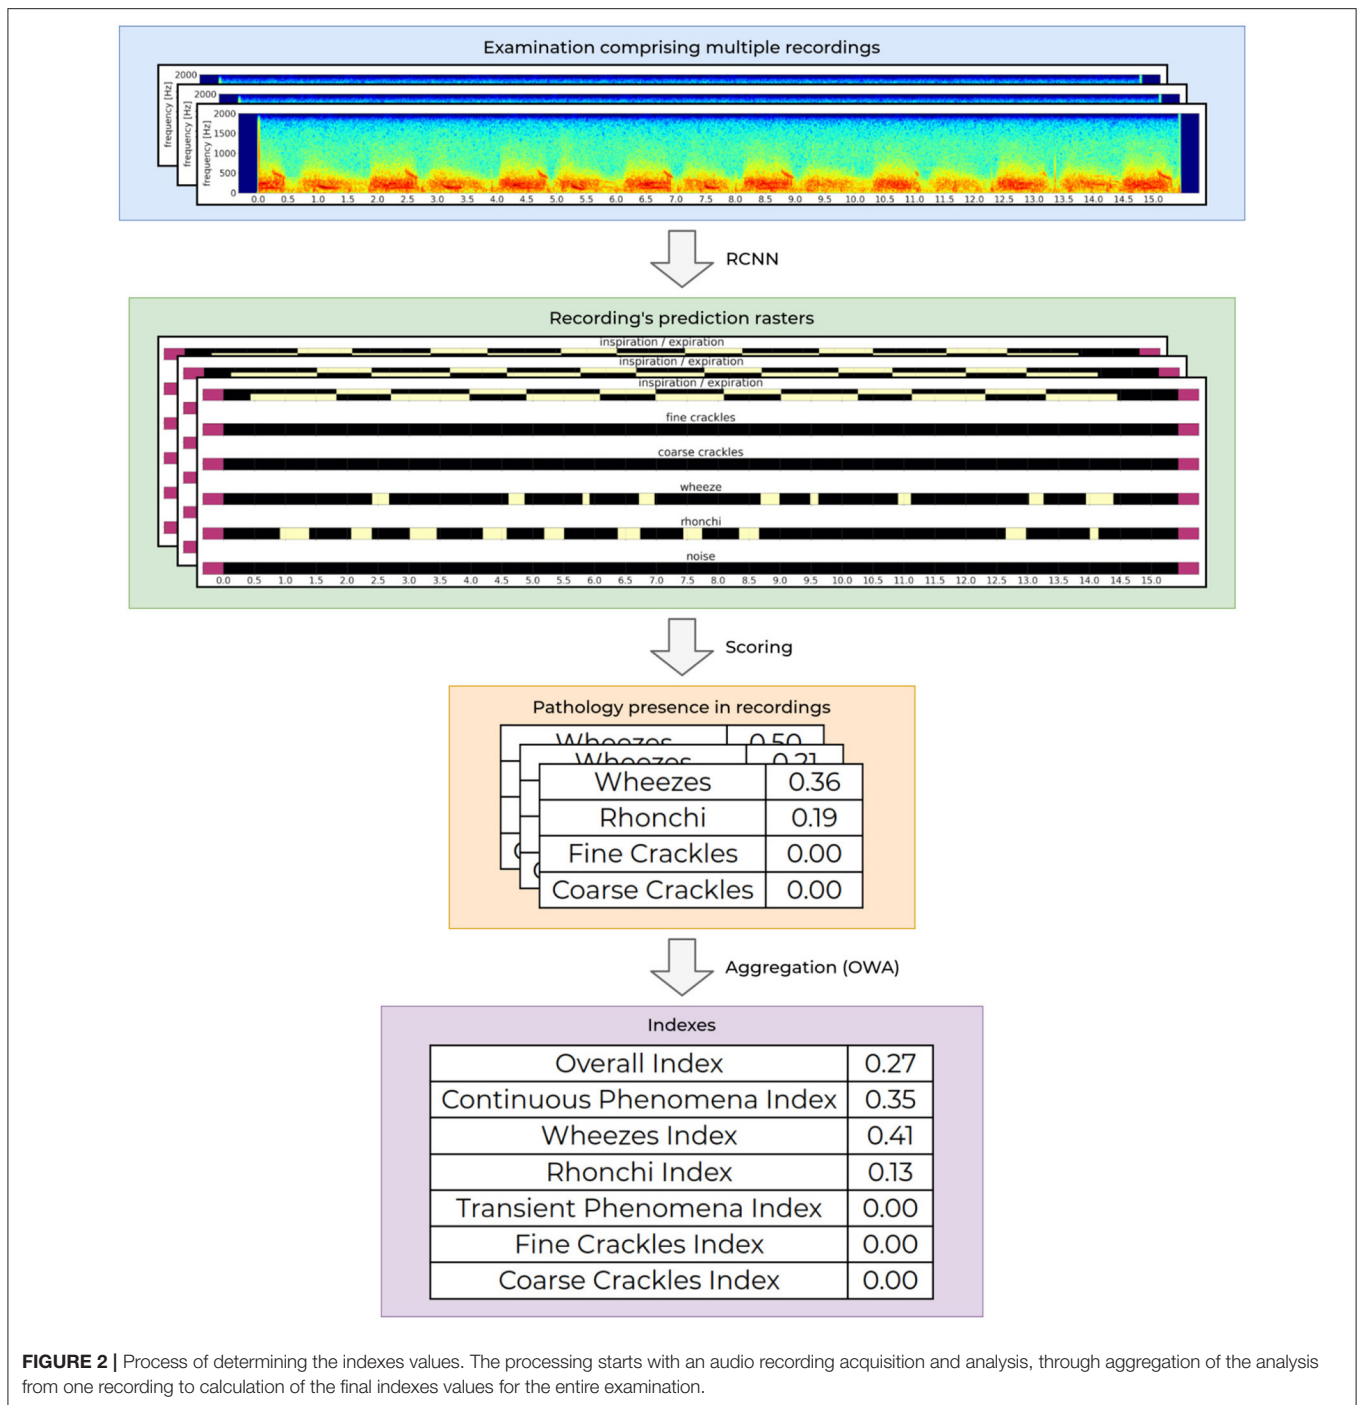 Examination comprising multiple recordings
2000
frequency [Hz]
2000
frequency [Hz]
2000
1500
1000
500
0
frequency [Hz]
0.0 0.5 1.0 1.5 2.0 2.5 3.0 3.5 4.0 4.5 5.0 5.5 6.0 6.5 7.0 7.5 8.0 8.5 9.0 9.5 10.0 10.5 11.0 11.5 12.0 12.5 13.0 13.5 14.0 14.5 15.0
RCNN
Recording's prediction rasters
inspiration / expiration
inspiration / expiration
inspiration / expiration
fine crackles
coarse crackles
wheeze
rhonchi
noise
0.0 0.5 1.0 1.5 2.0 2.5 3.0 3.5 4.0 4.5 5.0 5.5 6.0 6.5 7.0 7.5 8.0 8.5 9.0 9.5 10.0 10.5 11.0 11.5 12.0 12.5 13.0 13.5 14.0 14.5 15.0
Scoring
Pathology presence in recordings
Wheezes 0.50
Wheezes 0.21
Wheezes 0.36
Rhonchi 0.19
Fine Crackles 0.00
Coarse Crackles 0.00
Aggregation (OWA)
Indexes
Overall Index 0.27
Continuous Phenomena Index 0.35
Wheezes Index 0.41
Rhonchi Index 0.13
Transient Phenomena Index 0.00
Fine Crackles Index 0.00
Coarse Crackles Index 0.00
FIGURE 2 | Process of determining the indexes values. The processing starts with an audio recording acquisition and analysis, through aggregation of the analysis
from one recording to calculation of the final indexes values for the entire examination.